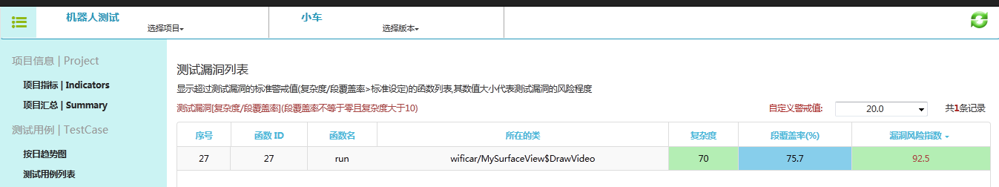 机器人测试
选择项目
小车
选择版本
项目信息 | Project
项目指标 | Indicators
项目汇总 | Summary
测试用例 | TestCase
按日趋势图
测试用例列表
测试漏洞列表
显示超过测试漏洞的标准警戒值(复杂度/段覆盖率>标准设定)的函数列表,其数值大小代表测试漏洞的风险程度
测试漏洞[复杂度/段覆盖率](段覆盖率不等于零且复杂度大于10)
自定义警戒值: 20.0 共1条记录
序号 函数 ID 函数名 所在的类 复杂度 段覆盖率(%) 漏洞风险指数
27 27 run wificar/MySurfaceView$DrawVideo 70 75.7 92.5